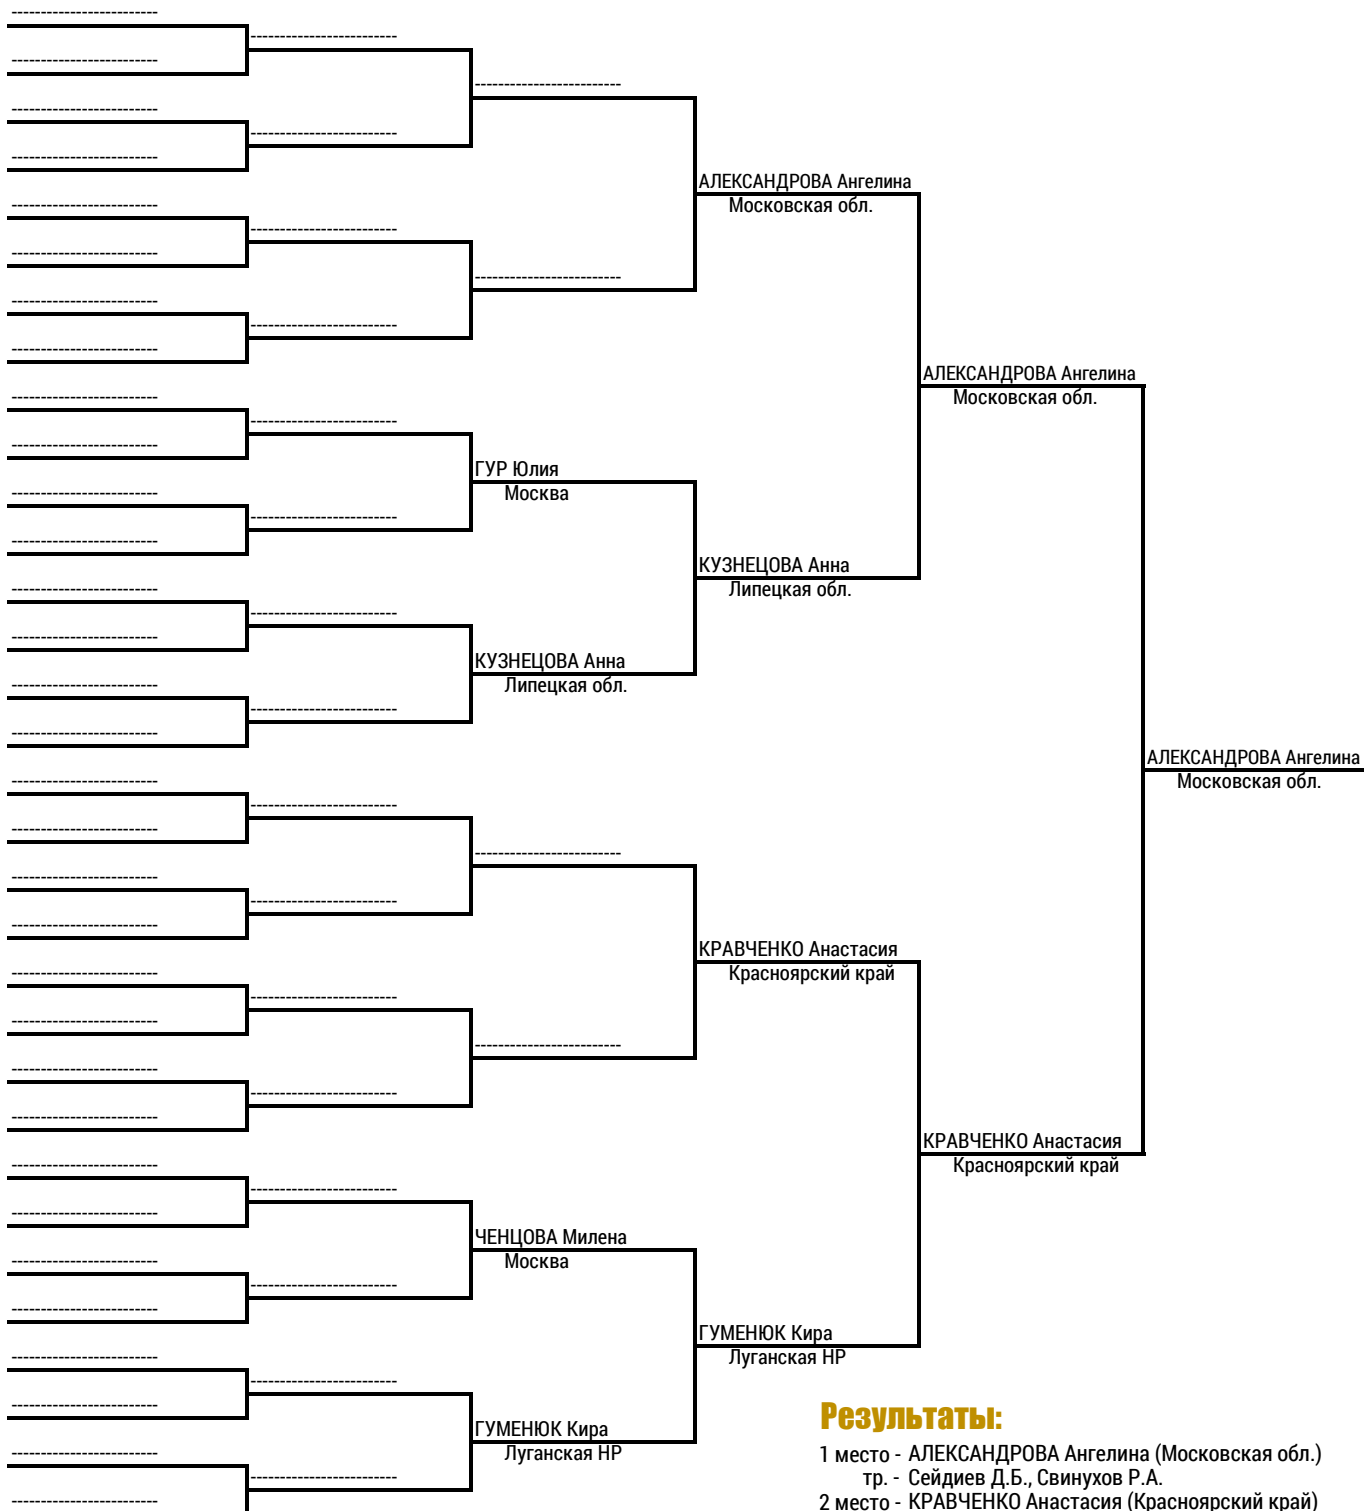 АЛЕКСАНДРОВА Ангелина
Московская обл.
АЛЕКСАНДРОВА Ангелина
Московская обл.
ГУР Юлия
Москва
КУЗНЕЦОВА Анна
Липецкая обл.
КУЗНЕЦОВА Анна
Липецкая обл.
АЛЕКСАНДРОВА Ангелина
Московская обл.
КРАВЧЕНКО Анастасия
Красноярский край
КРАВЧЕНКО Анастасия
Красноярский край
ЧЕНЦОВА Милена
Москва
ГУМЕНЮК Кира
Луганская НР
ГУМЕНЮК Кира
Луганская НР
Результаты:
1 место - АЛЕКСАНДРОВА Ангелина (Московская обл.)
тр. - Сейдиев Д.Б., Свинухов Р.А.
2 место - КРАВЧЕНКО Анастасия (Красноярский край)